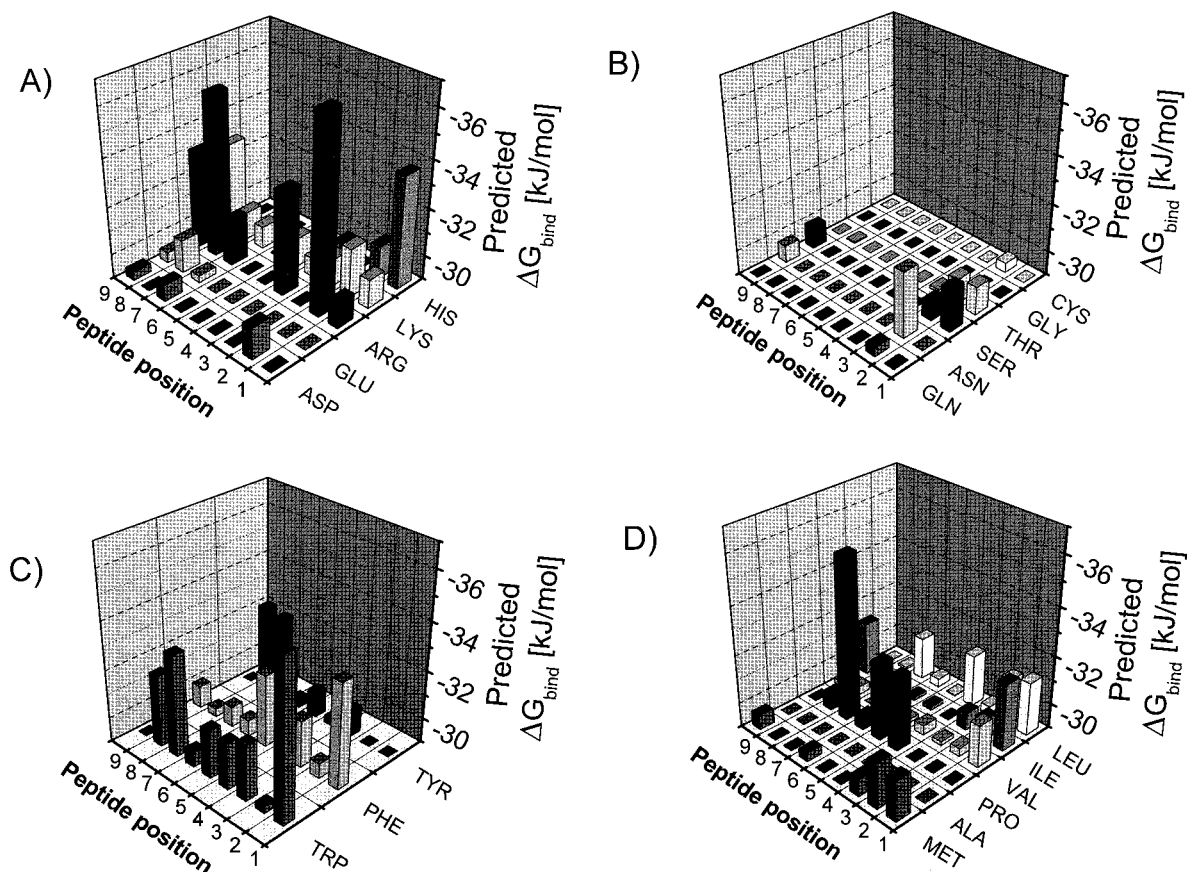 A)
-36
-34
-32
-30
Predicted
ΔG_bind [kJ/mol]
9 8 7 6 5 4 3 2 1
Peptide position
HIS
LYS
ARG
GLU
ASP
B)
-36
-34
-32
-30
Predicted
ΔG_bind [kJ/mol]
9 8 7 6 5 4 3 2 1
Peptide position
CYS
GLY
THR
SER
ASN
GLN
C)
-36
-34
-32
-30
Predicted
ΔG_bind [kJ/mol]
9 8 7 6 5 4 3 2 1
Peptide position
TYR
PHE
TRP
D)
-36
-34
-32
-30
Predicted
ΔG_bind [kJ/mol]
9 8 7 6 5 4 3 2 1
Peptide position
LEU
ILE
VAL
PRO
ALA
MET